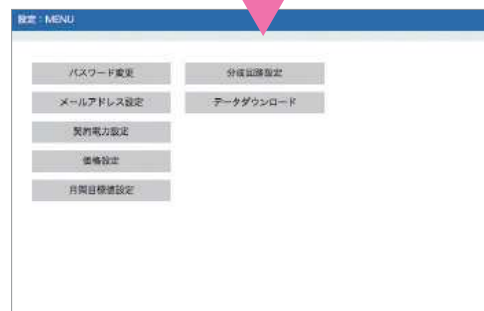 設定:MENU
パスワード変更
メールアドレス設定
契約電力設定
価格設定
月間目標値設定
分岐回路設定
データダウンロード